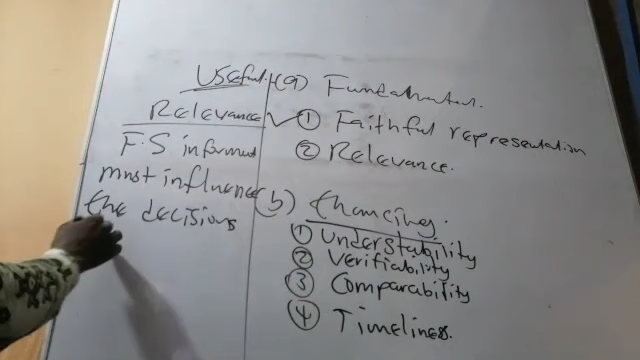 Useful
Relevance
F.S informed
must influence
the decisions
(a) Fundamental.
① Faithful representation
② Relevance.
(b) Enhancing.
① Understability
② Verifiability
③ Comparability
④ Timeliness.